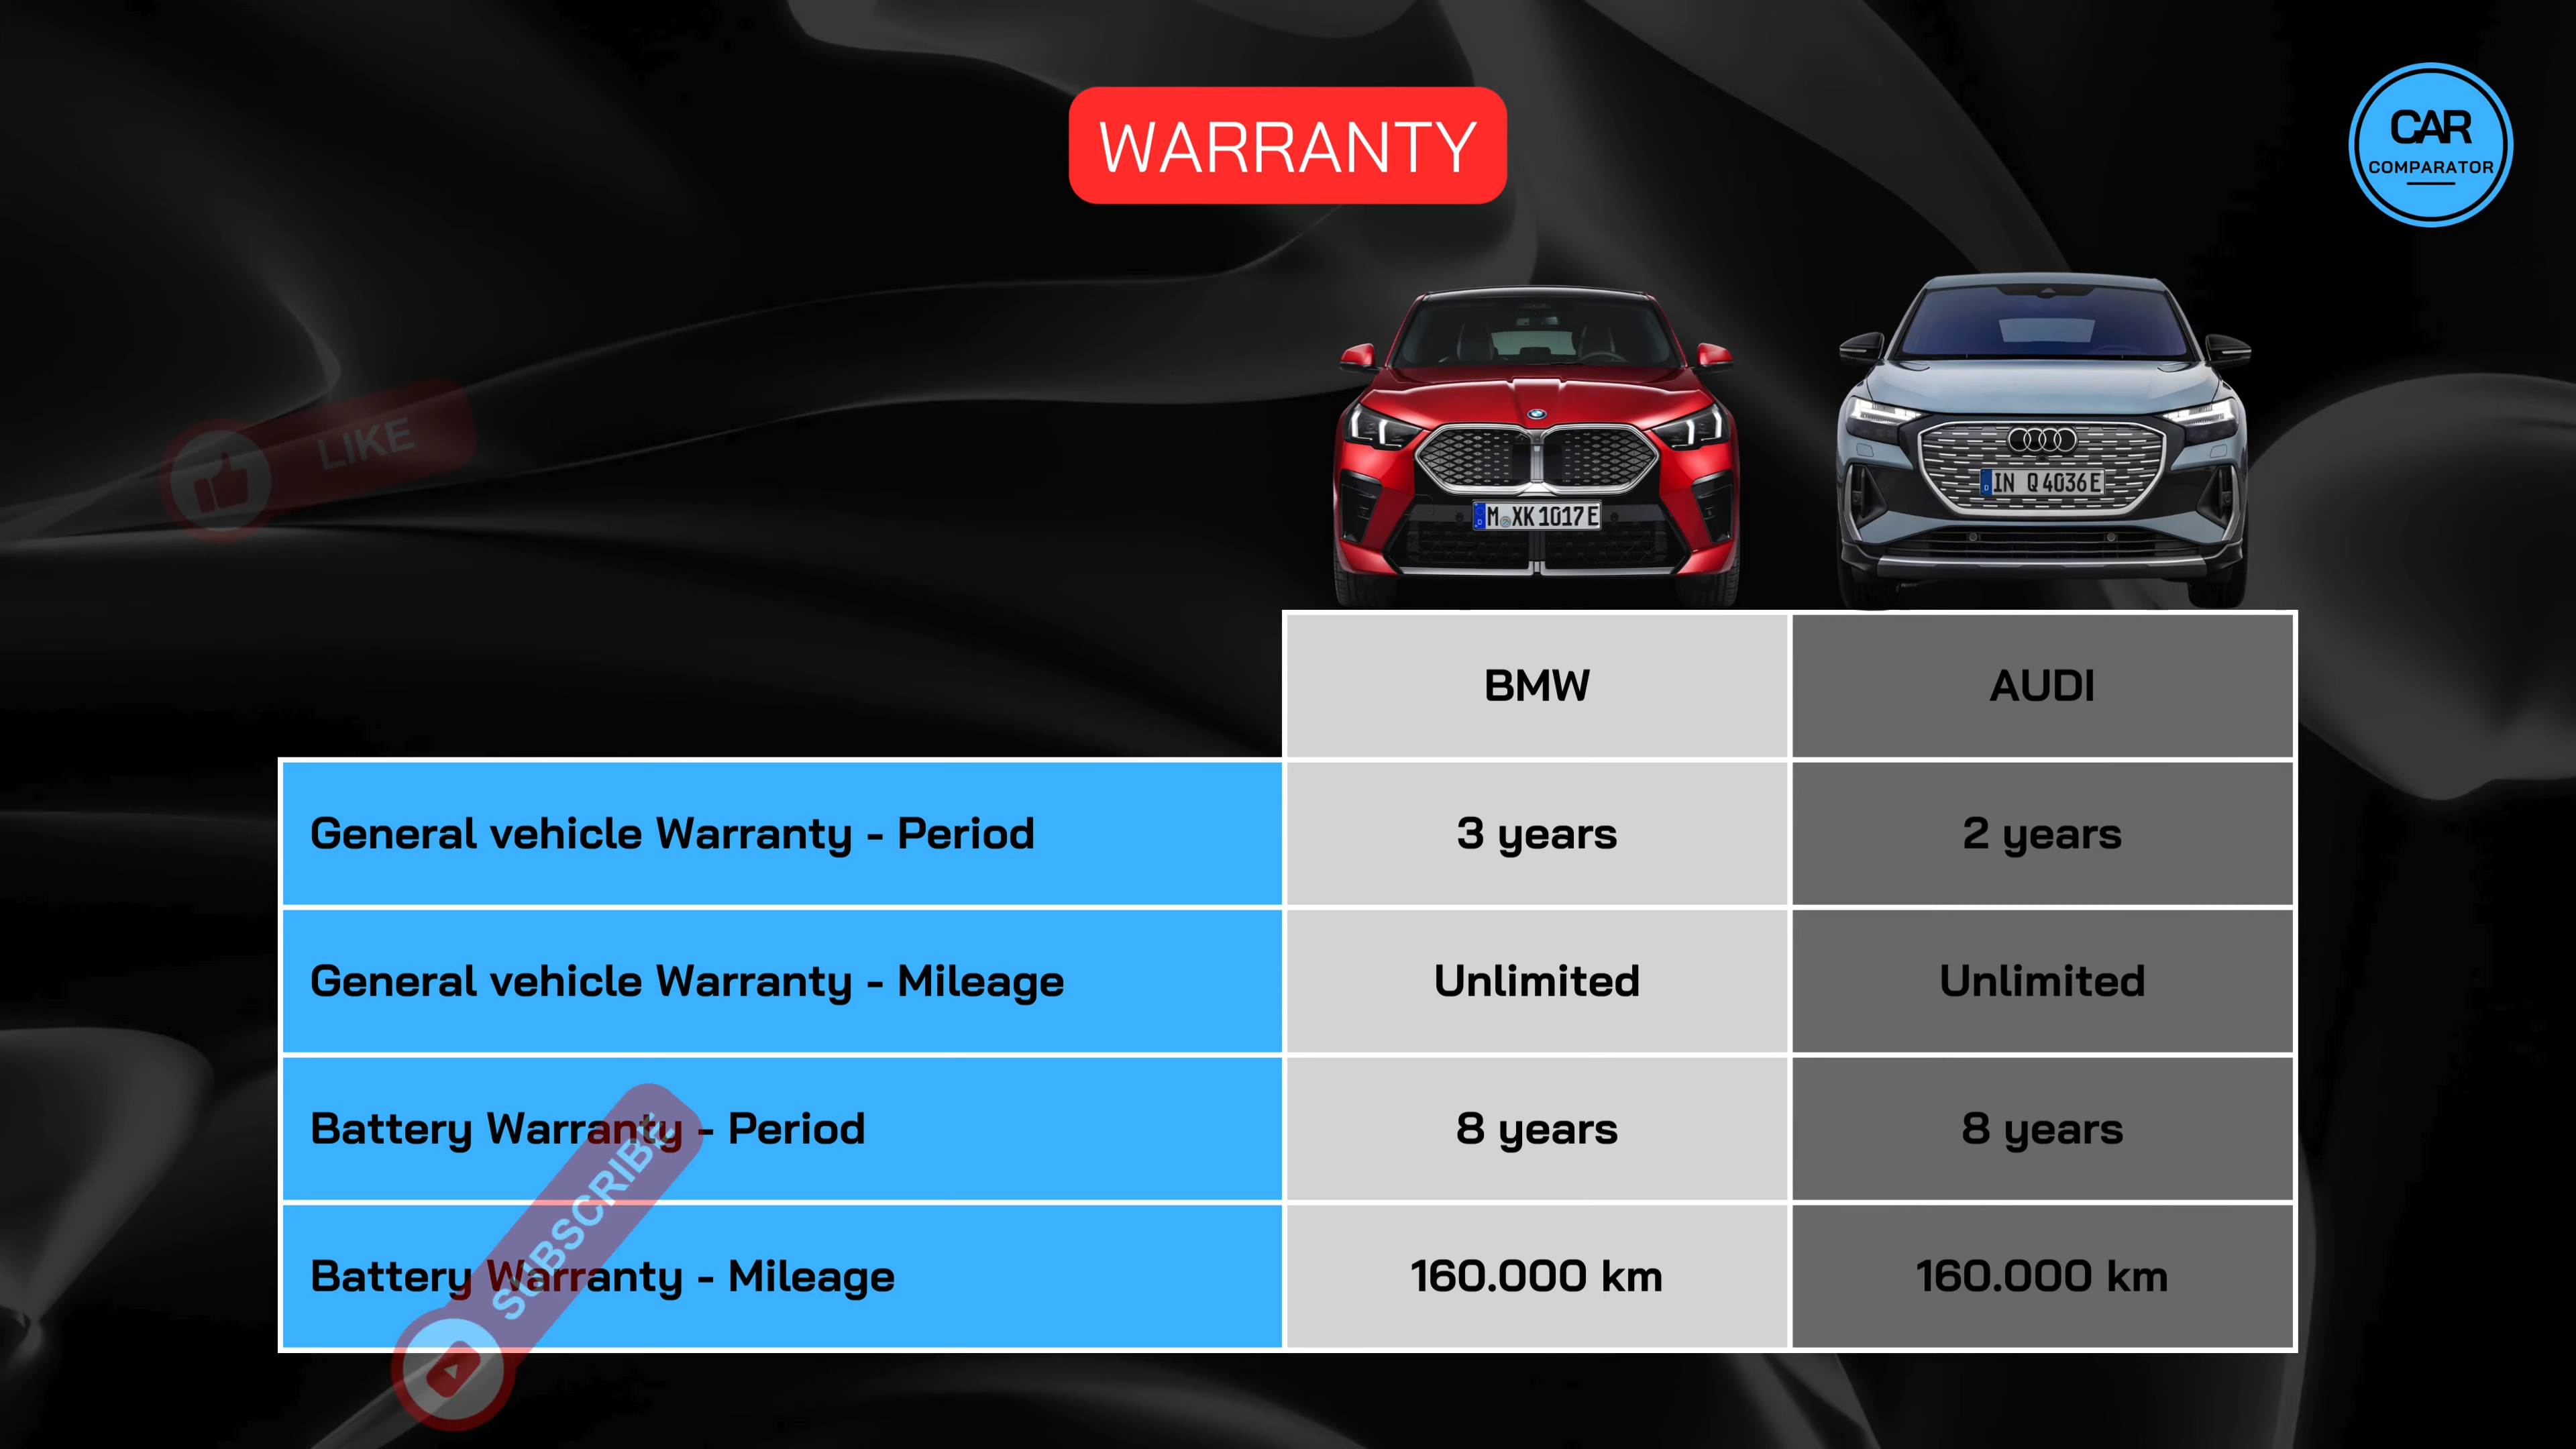 WARRANTY
CAR
COMPARATOR
LIKE
M XK 1017 E
IN Q 4036 E
BMW AUDI
General vehicle Warranty - Period 3 years 2 years
General vehicle Warranty - Mileage Unlimited Unlimited
Battery Warranty - Period 8 years 8 years
Battery Warranty - Mileage 160.000 km 160.000 km
SUBSCRIBE